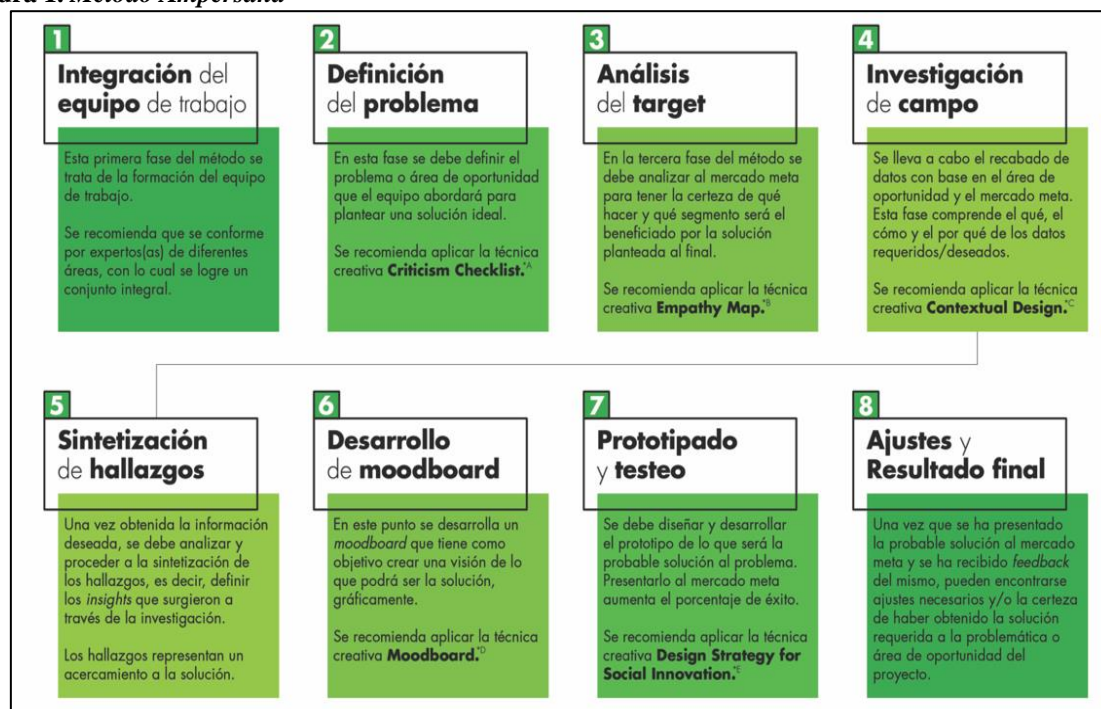 1
Integración del
equipo de trabajo
Esta primera fase del método se
trata de la formación del equipo
de trabajo.
Se recomienda que se conforme
por expertos(as) de diferentes
áreas, con lo cual se logre un
conjunto integral.
2
Definición
del problema
En esta fase se debe definir el
problema o área de oportunidad
que el equipo abordará para
plantear una solución ideal.
Se recomienda aplicar la técnica
creativa Criticism Checklist.*A
3
Análisis
del target
En la tercera fase del método se
debe analizar al mercado meta
para tener la certeza de qué
hacer y qué segmento será el
beneficiado por la solución
planteada al final.
Se recomienda aplicar la técnica
creativa Empathy Map.*B
4
Investigación
de campo
Se lleva a cabo el recabado de
datos con base en el área de
oportunidad y el mercado meta.
Esta fase comprende el qué, el
cómo y el por qué de los datos
requeridos/deseados.
Se recomienda aplicar la técnica
creativa Contextual Design.*C
5
Sintetización
de hallazgos
Una vez obtenida la información
deseada, se debe analizar y
proceder a la sintetización de
los hallazgos, es decir, definir
los insights que surgieron a
través de la investigación.
Los hallazgos representan un
acercamiento a la solución.
6
Desarrollo
de moodboard
En este punto se desarrolla un
moodboard que tiene como
objetivo crear una visión de lo
que podrá ser la solución,
gráficamente.
Se recomienda aplicar la técnica
creativa Moodboard.*D
7
Prototipado
y testeo
Se debe diseñar y desarrollar
el prototipo de lo que será la
probable solución al problema.
Presentarlo al mercado meta
aumenta el porcentaje de éxito.
Se recomienda aplicar la técnica
creativa Design Strategy for
Social Innovation.*E
8
Ajustes y
Resultado final
Una vez que se ha presentado
la probable solución al mercado
meta y se ha recibido feedback
del mismo, pueden encontrarse
ajustes necesarios y/o la certeza
de haber obtenido la solución
requerida a la problemática o
área de oportunidad del
proyecto.